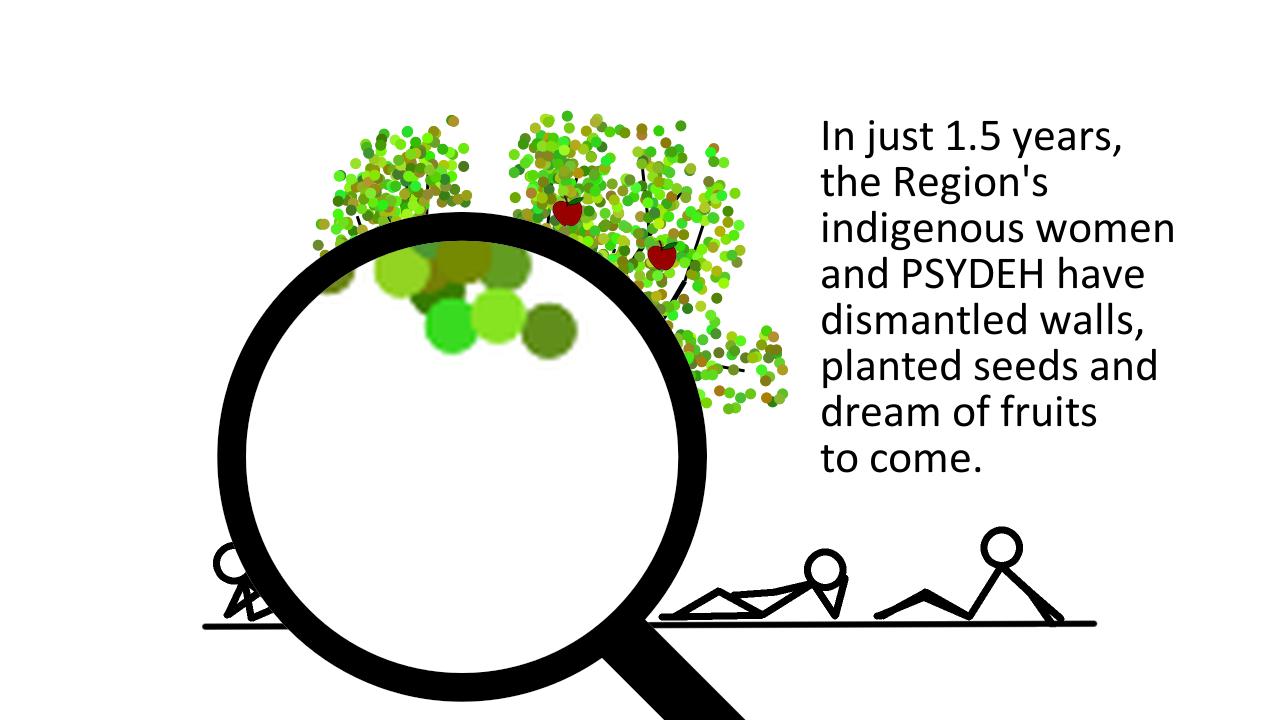 In just 1.5 years,
the Region's
indigenous women
and PSYDEH have
dismantled walls,
planted seeds and
dream of fruits
to come.